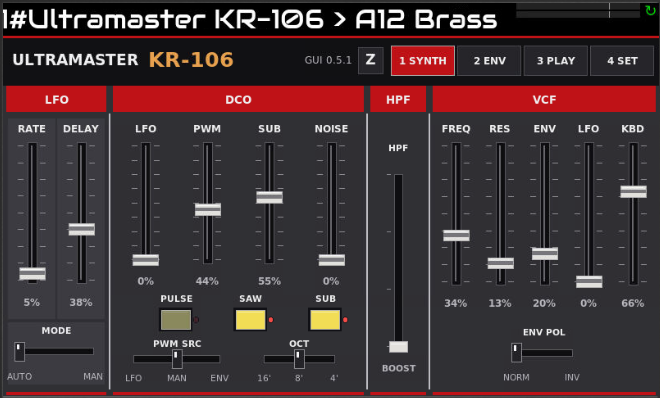 1#Ultramaster KR-106 > A12 Brass
ULTRAMASTER KR-106 GUI 0.5.1 Z 1 SYNTH 2 ENV 3 PLAY 4 SET
LFO DCO HPF VCF
RATE DELAY LFO PWM SUB NOISE HPF FREQ RES ENV LFO KBD
5% 38% 0% 44% 55% 0% 34% 13% 20% 0% 66%
PULSE SAW SUB
MODE PWM SRC OCT ENV POL
AUTO MAN LFO MAN ENV 16' 8' 4' BOOST NORM INV